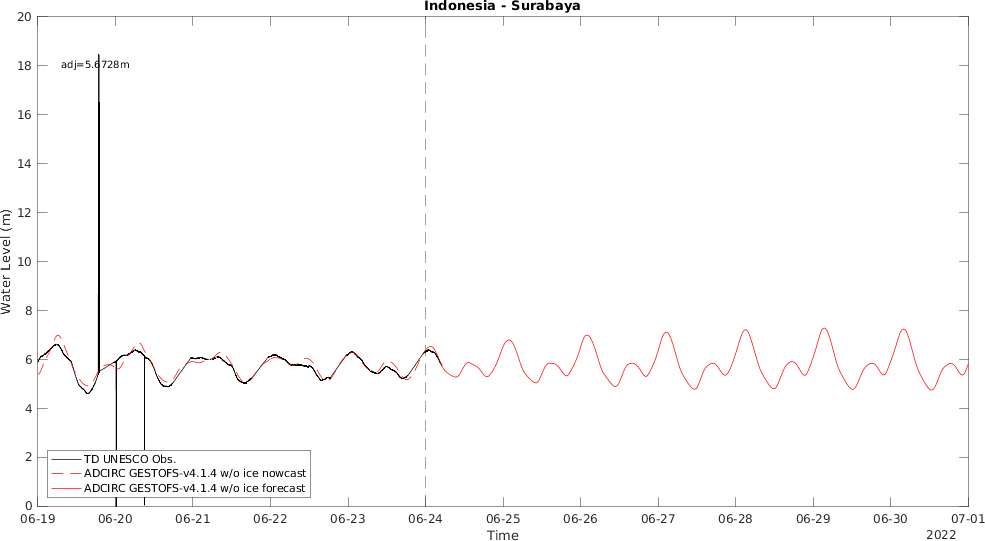 Indonesia - Surabaya
20
18
16
14
12
10
8
6
4
2
0
Water Level (m)
adj=5.6728m
TD UNESCO Obs.
ADCIRC GESTOFS-v4.1.4 w/o ice nowcast
ADCIRC GESTOFS-v4.1.4 w/o ice forecast
06-19 06-20 06-21 06-22 06-23 06-24 06-25 06-26 06-27 06-28 06-29 06-30 07-01
Time
2022